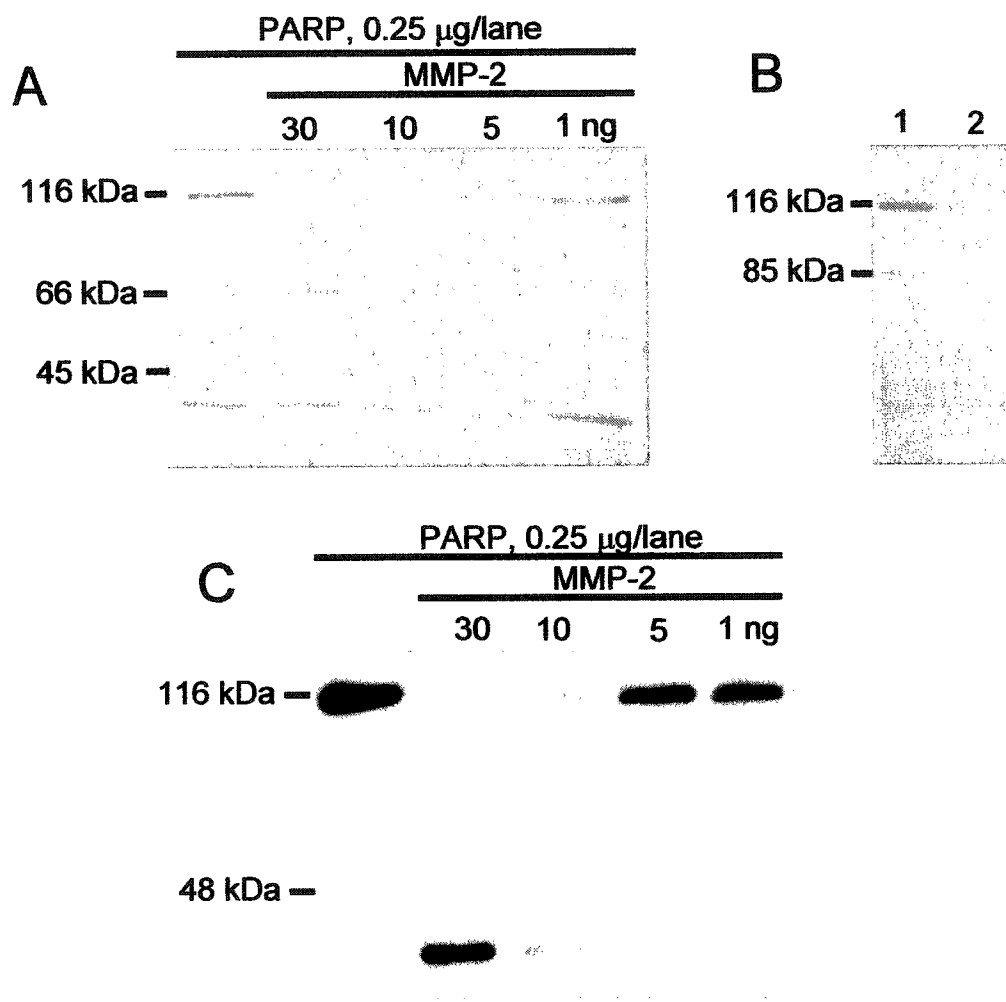 PARP, 0.25 μg/lane
A
MMP-2
30 10 5 1 ng
116 kDa
66 kDa
45 kDa
B
1 2
116 kDa
85 kDa
PARP, 0.25 μg/lane
C
MMP-2
30 10 5 1 ng
116 kDa
48 kDa